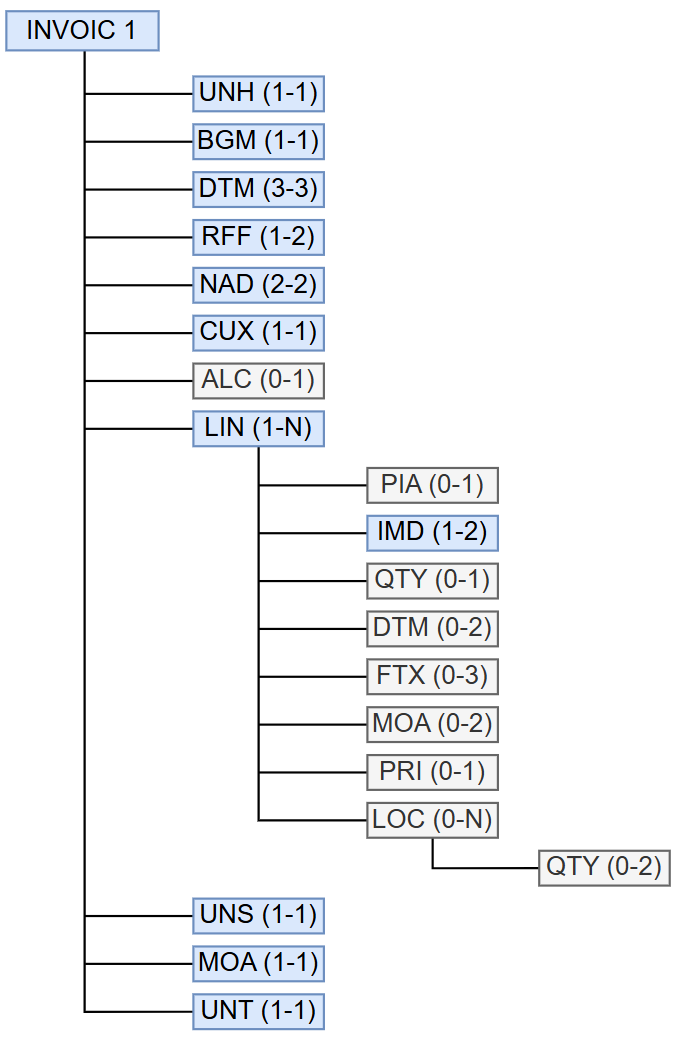 INVOIC 1
UNH (1-1)
BGM (1-1)
DTM (3-3)
RFF (1-2)
NAD (2-2)
CUX (1-1)
ALC (0-1)
LIN (1-N)
PIA (0-1)
IMD (1-2)
QTY (0-1)
DTM (0-2)
FTX (0-3)
MOA (0-2)
PRI (0-1)
LOC (0-N)
QTY (0-2)
UNS (1-1)
MOA (1-1)
UNT (1-1)